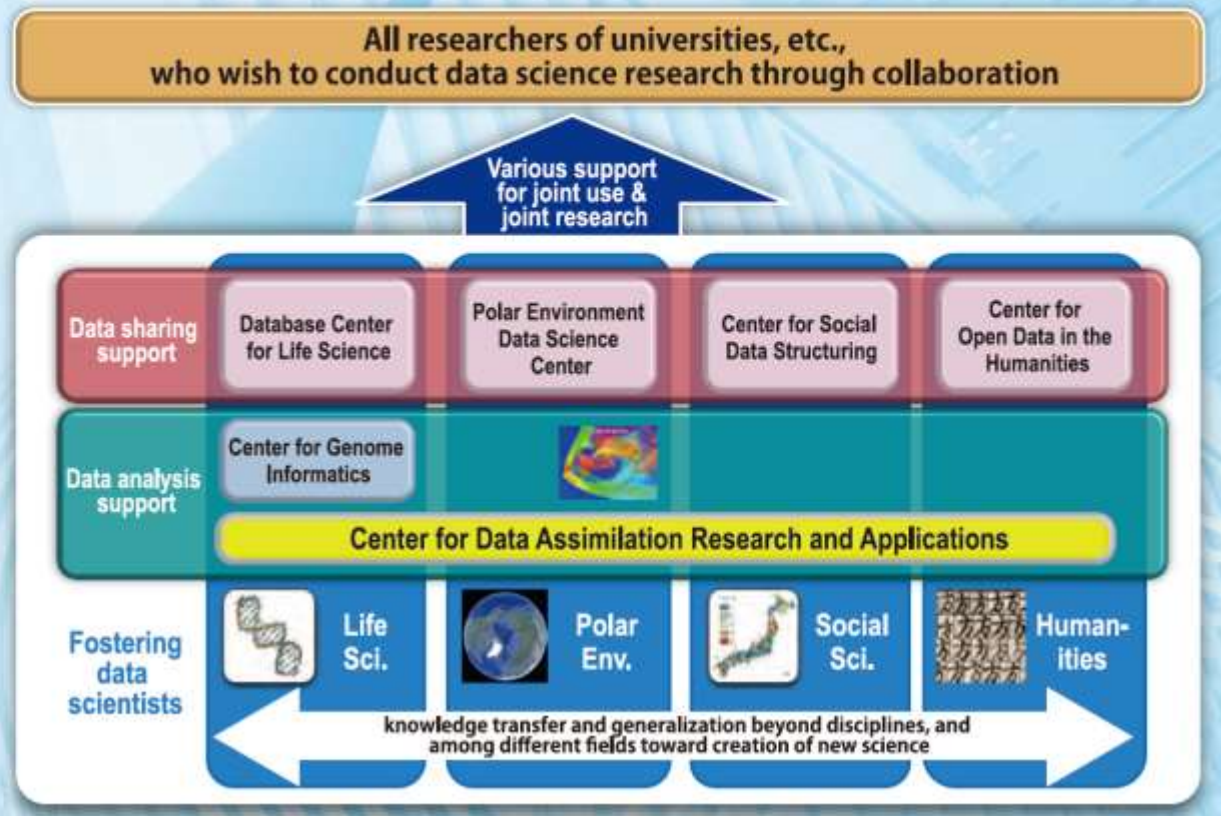 All researchers of universities, etc.,
who wish to conduct data science research through collaboration
Various support
for joint use &
joint research
Data sharing
support
Database Center
for Life Science
Polar Environment
Data Science
Center
Center for Social
Data Structuring
Center for
Open Data in the
Humanities
Data analysis
support
Center for Genome
Informatics
Center for Data Assimilation Research and Applications
Fostering
data
scientists
Life
Sci.
Polar
Env.
Social
Sci.
Human-
ities
knowledge transfer and generalization beyond disciplines, and
among different fields toward creation of new science